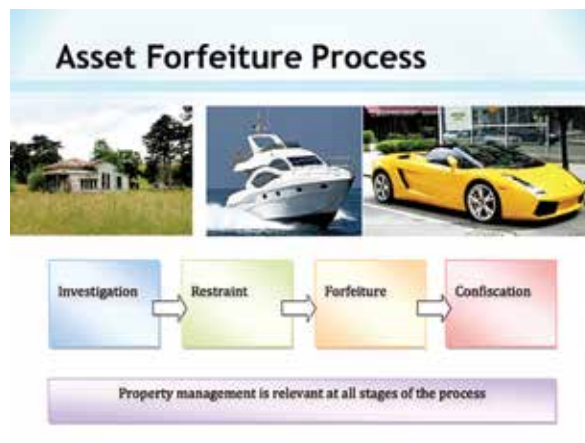 Asset Forfeiture Process
Investigation
Restraint
Forfeiture
Confiscation
Property management is relevant at all stages of the process